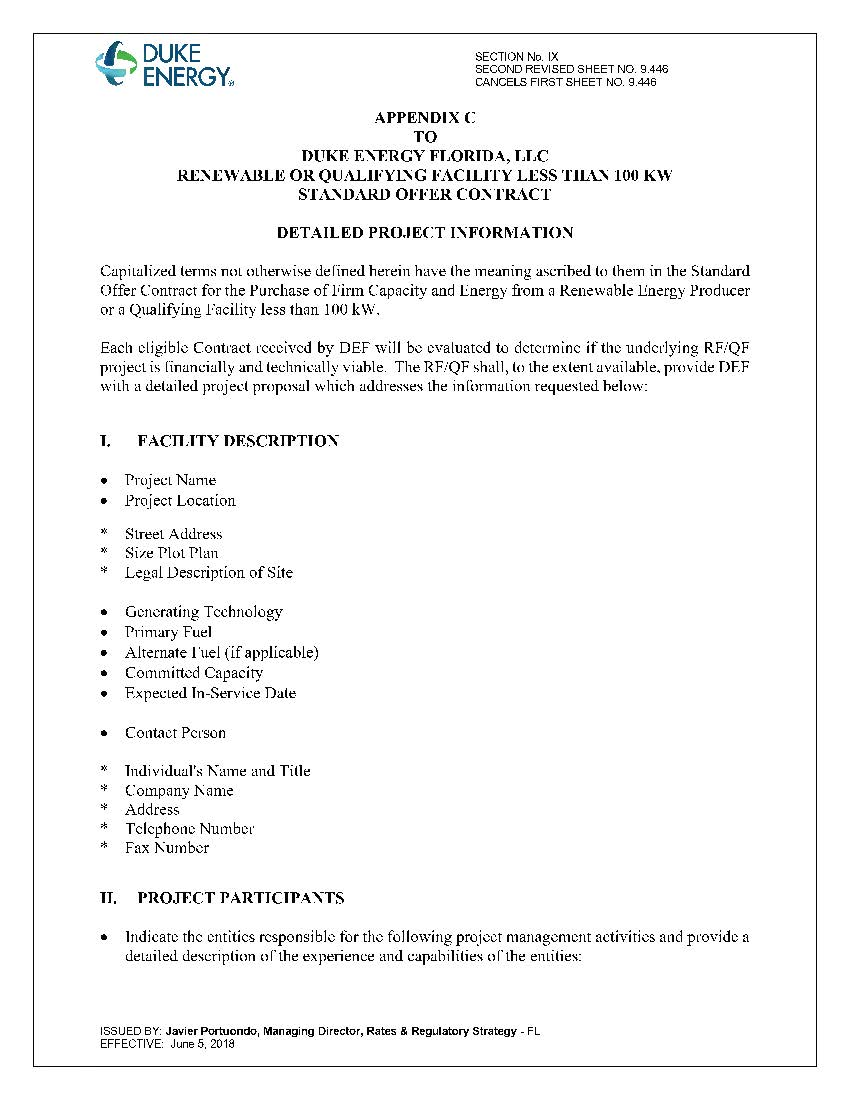 DUKE
ENERGY®
SECTION No. IX
SECOND REVISED SHEET NO. 9.446
CANCELS FIRST SHEET NO. 9.446
APPENDIX C
TO
DUKE ENERGY FLORIDA, LLC
RENEWABLE OR QUALIFYING FACILITY LESS THAN 100 KW
STANDARD OFFER CONTRACT
DETAILED PROJECT INFORMATION
Capitalized terms not otherwise defined herein have the meaning ascribed to them in the Standard
Offer Contract for the Purchase of Firm Capacity and Energy from a Renewable Energy Producer
or a Qualifying Facility less than 100 kW.
Each eligible Contract received by DEF will be evaluated to determine if the underlying RF/QF
project is financially and technically viable. The RF/QF shall, to the extent available, provide DEF
with a detailed project proposal which addresses the information requested below:
I. FACILITY DESCRIPTION
• Project Name
• Project Location
* Street Address
* Size Plot Plan
* Legal Description of Site
• Generating Technology
• Primary Fuel
• Alternate Fuel (if applicable)
• Committed Capacity
• Expected In-Service Date
• Contact Person
* Individual's Name and Title
* Company Name
* Address
* Telephone Number
* Fax Number
II. PROJECT PARTICIPANTS
• Indicate the entities responsible for the following project management activities and provide a
detailed description of the experience and capabilities of the entities:
ISSUED BY: Javier Portuondo, Managing Director, Rates & Regulatory Strategy - FL
EFFECTIVE: June 5, 2018